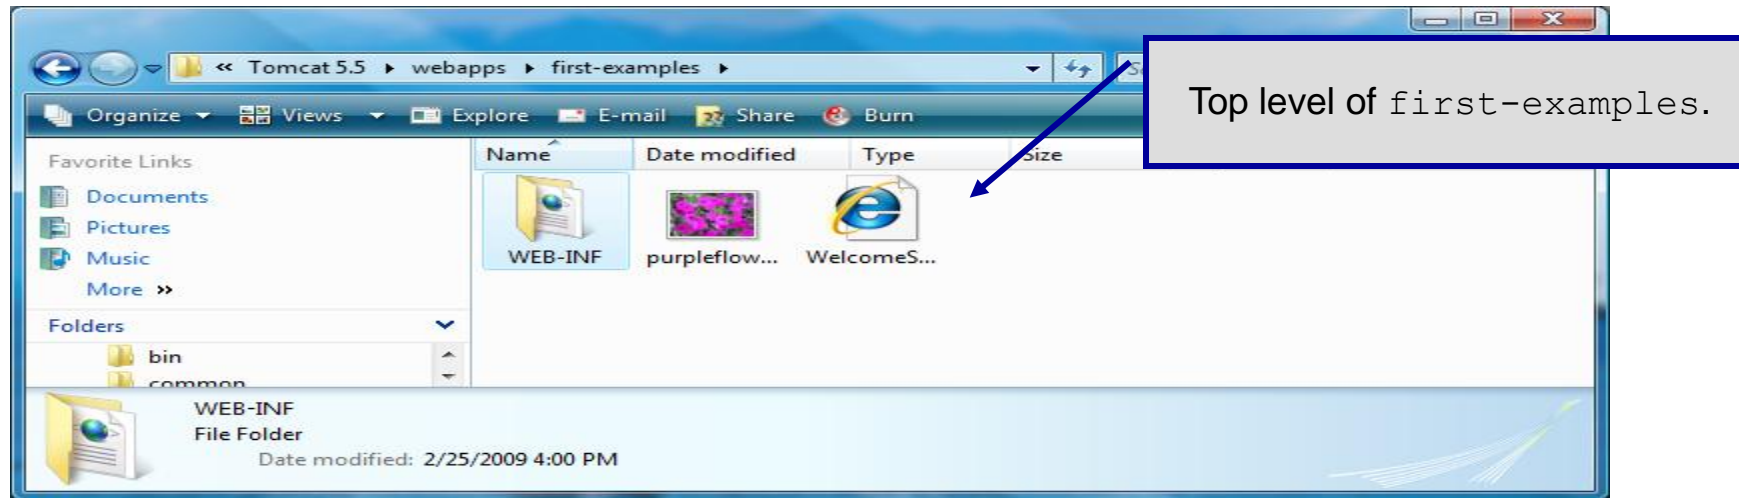 « Tomcat 5.5 ▸ webapps ▸ first-examples ▸
Top level of first-examples.
Organize Views Explore E-mail Share Burn
Favorite Links
Documents
Pictures
Music
More »
Folders
bin
common
Name Date modified Type Size
WEB-INF purpleflow... WelcomeS...
WEB-INF
File Folder
Date modified: 2/25/2009 4:00 PM